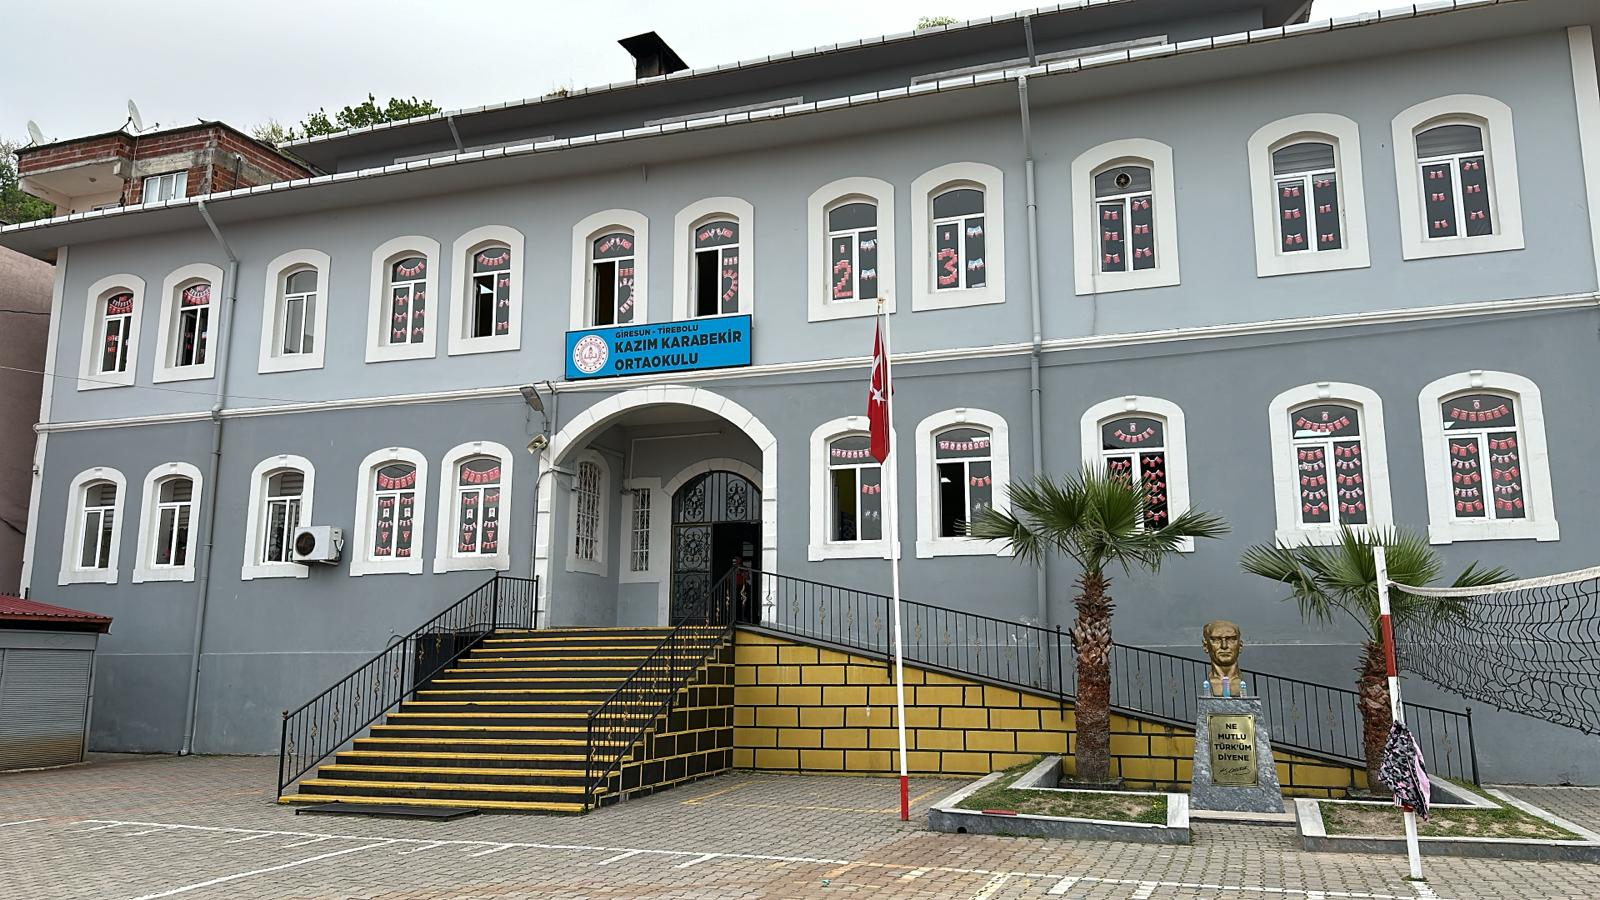 GİRESUN - TİREBOLU
KAZIM KARABEKİR
ORTAOKULU
2
3
NE
MUTLU
TÜRK'ÜM
DİYENE